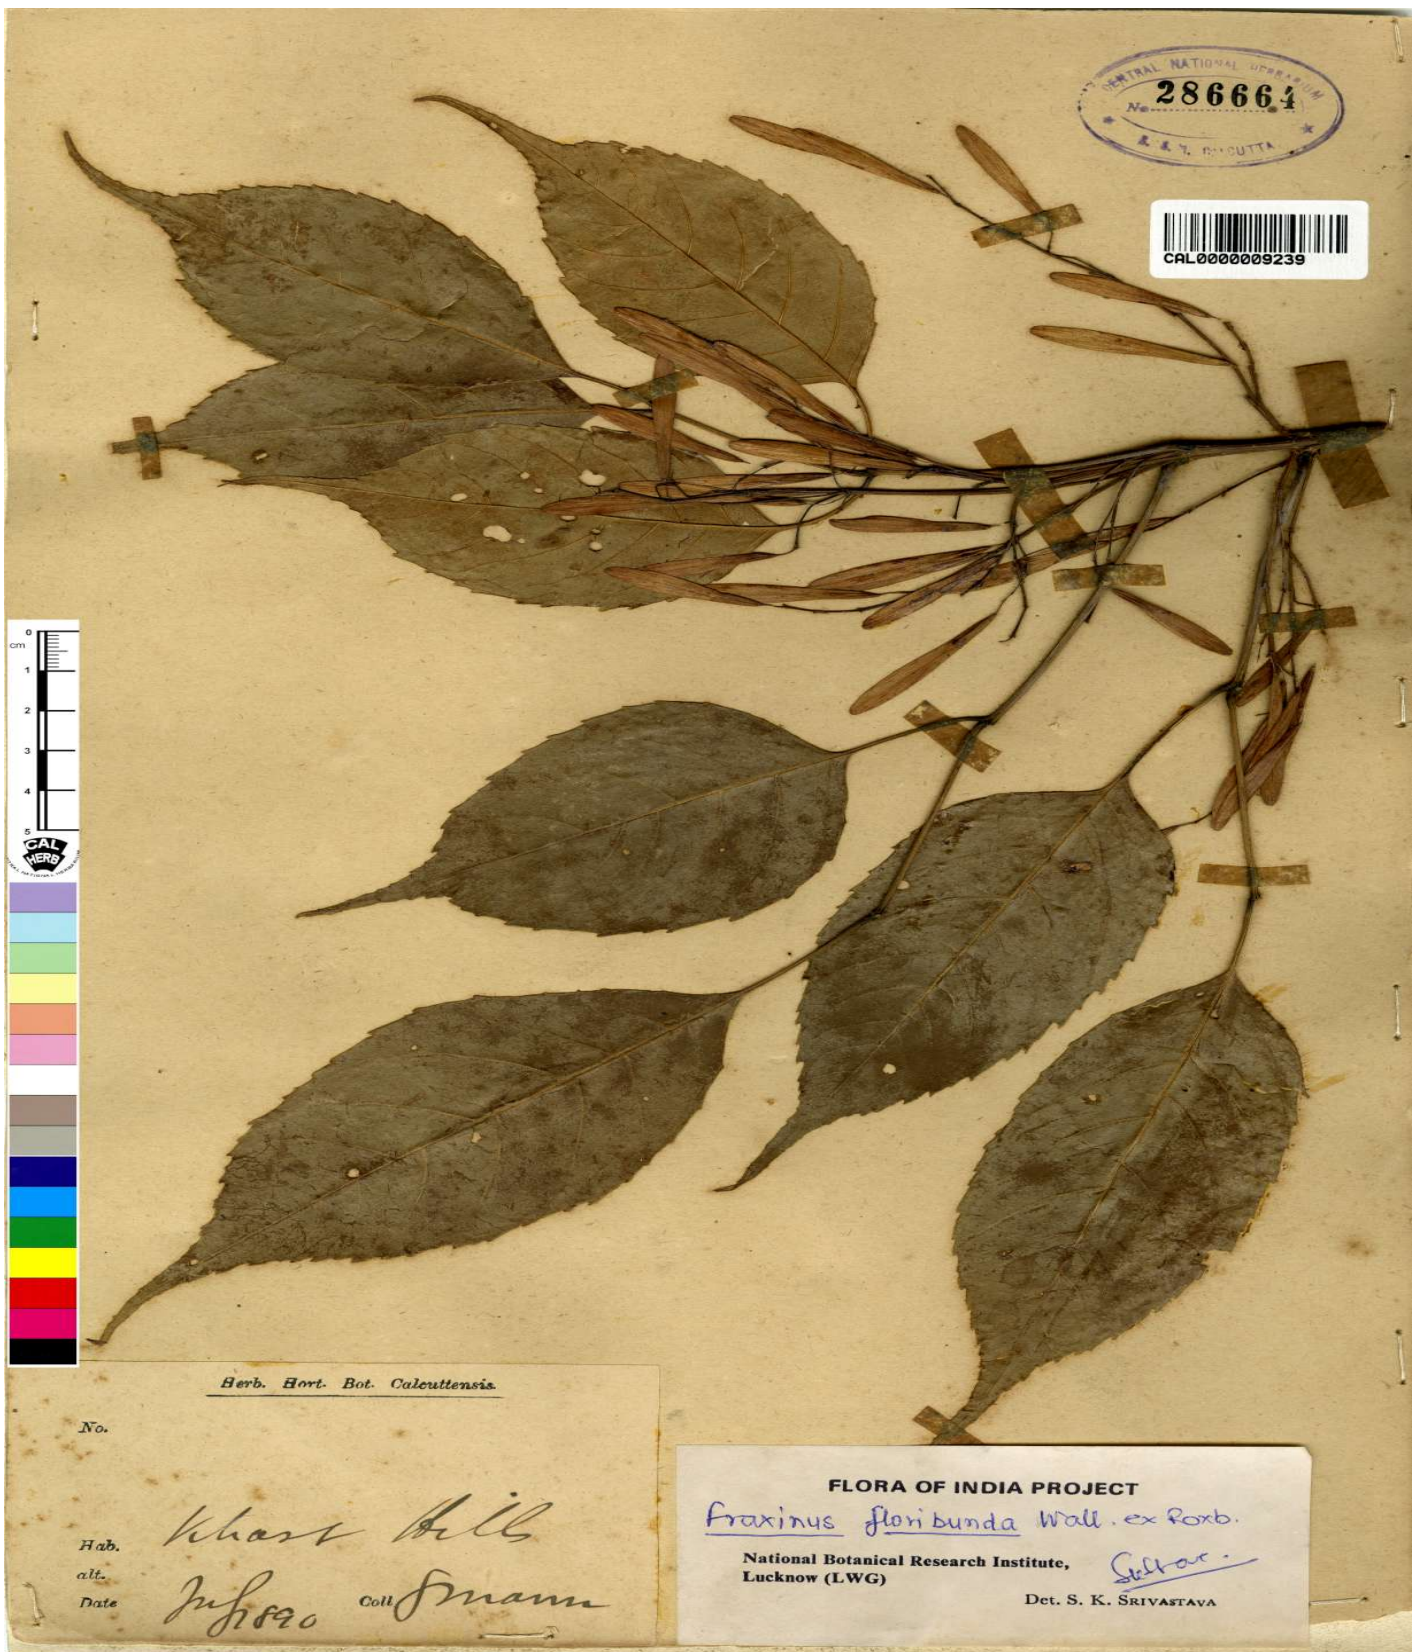 CENTRAL NATIONAL HERBARIUM
No. 286664
B. S. I. CALCUTTA
CAL0000009239
0
cm
1
2
3
4
5
CAL
HERB
Herb. Hort. Bot. Calcuttensis
No.
Hab. Khasi Hills
alt.
Date July 1890 Coll G Mann
FLORA OF INDIA PROJECT
Fraxinus floribunda Wall. ex Roxb.
National Botanical Research Institute,
Lucknow (LWG)
Det. S. K. SRIVASTAVA